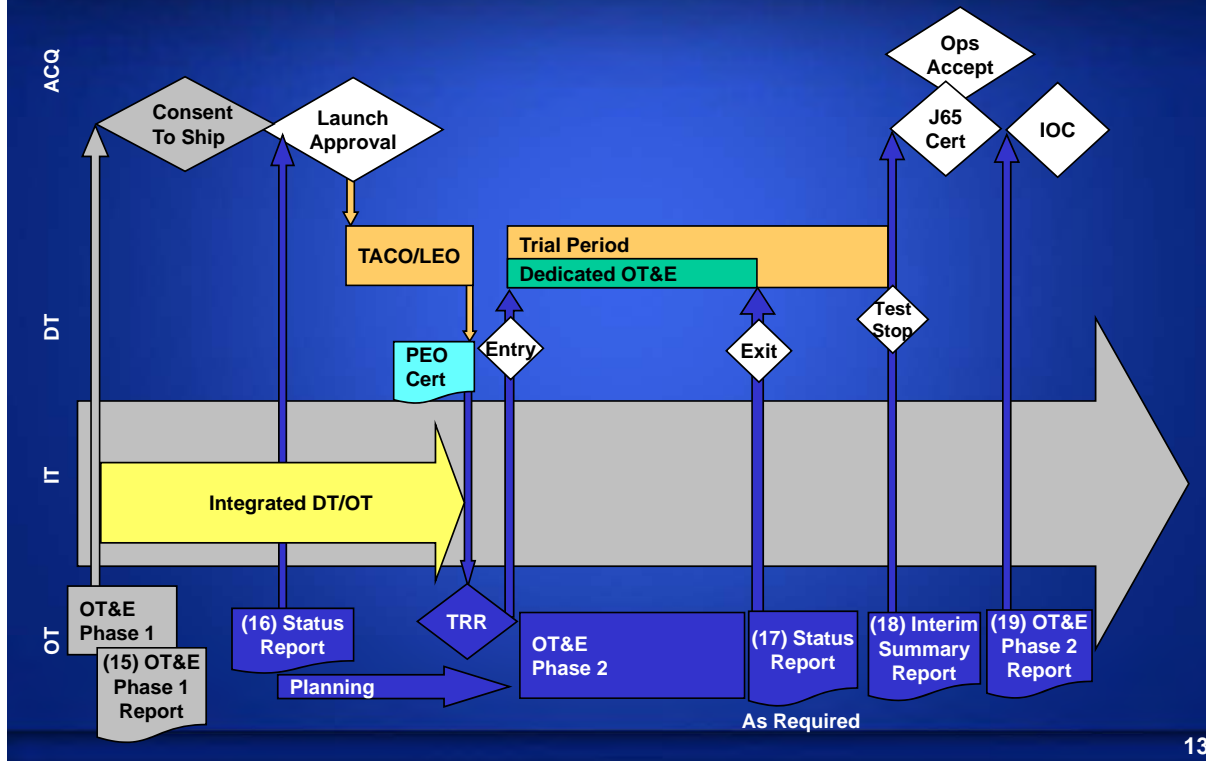 ACQ
Ops
Accept
Consent
To Ship
Launch
Approval
J65
Cert
IOC
TACO/LEO
Trial Period
Dedicated OT&E
DT
PEO
Cert
Entry
Exit
Test
Stop
IT
Integrated DT/OT
OT
OT&E
Phase 1
(15) OT&E
Phase 1
Report
(16) Status
Report
Planning
TRR
OT&E
Phase 2
(17) Status
Report
As Required
(18) Interim
Summary
Report
(19) OT&E
Phase 2
Report
13